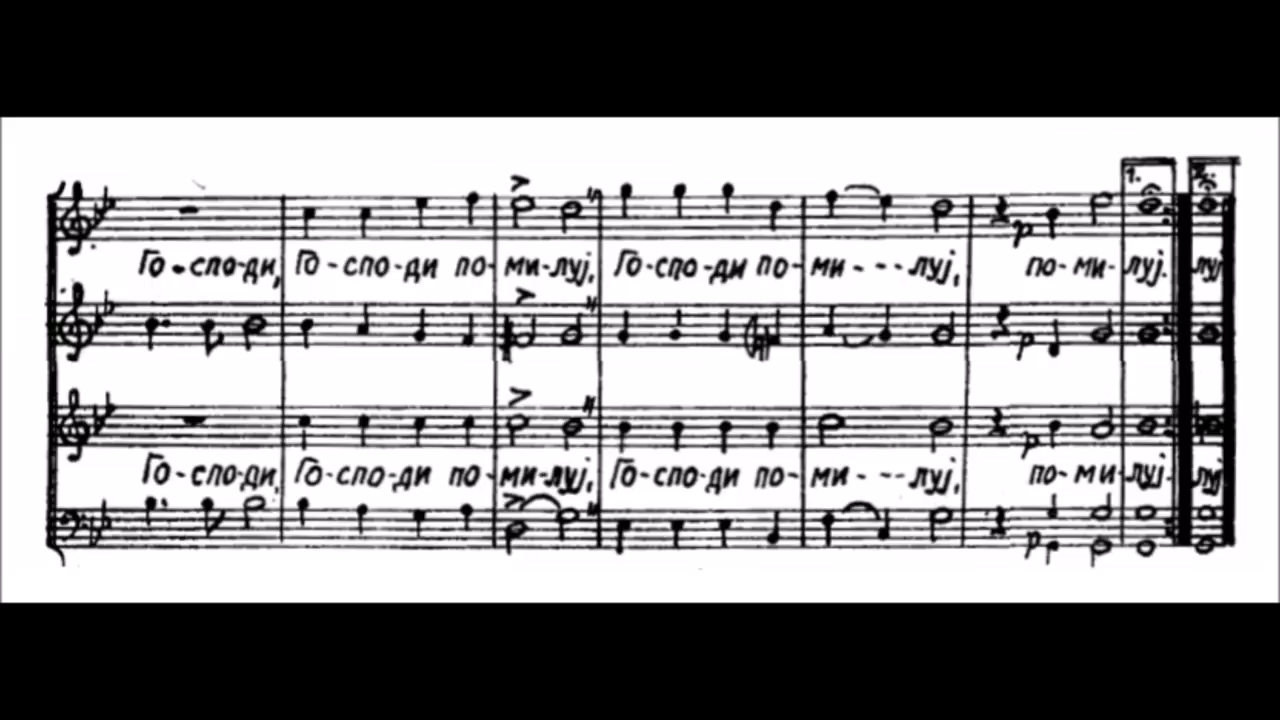 1. 2.
p
Го-спо-ди, Го-спо-ди по-ми-луј, Го-спо-ди по-ми---луј, по-ми-луј. луј
p
p
Го-спо-ди, Го-спо-ди по-ми-луј, Го-спо-ди по-ми---луј, по-ми-луј. луј
p